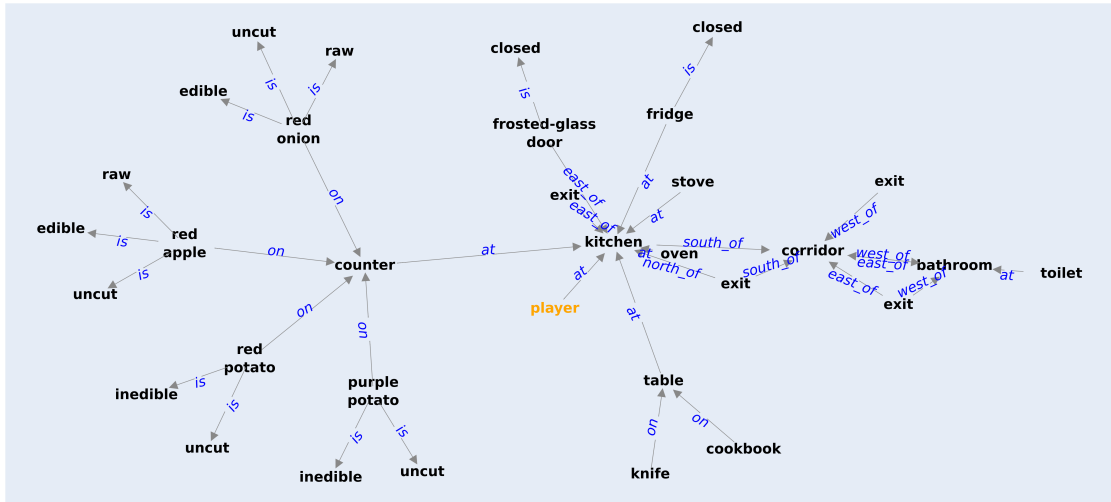 closed
uncut
closed
raw
is
is
is
is
edible
is
fridge
red
onion
frosted-glass
door
raw
at
stove
exit
east_of
exit
on
is
at
west_of
east_of
edible
is
red
apple
on
kitchen
south_of
corridor
west_of
at
at
oven
east_of
bathroom
at
toilet
counter
north_of
south_of
is
at
exit
east_of
west_of
uncut
player
exit
on
at
on
red
potato
table
is
purple
potato
inedible
is
on
on
is
is
uncut
cookbook
inedible
uncut
knife